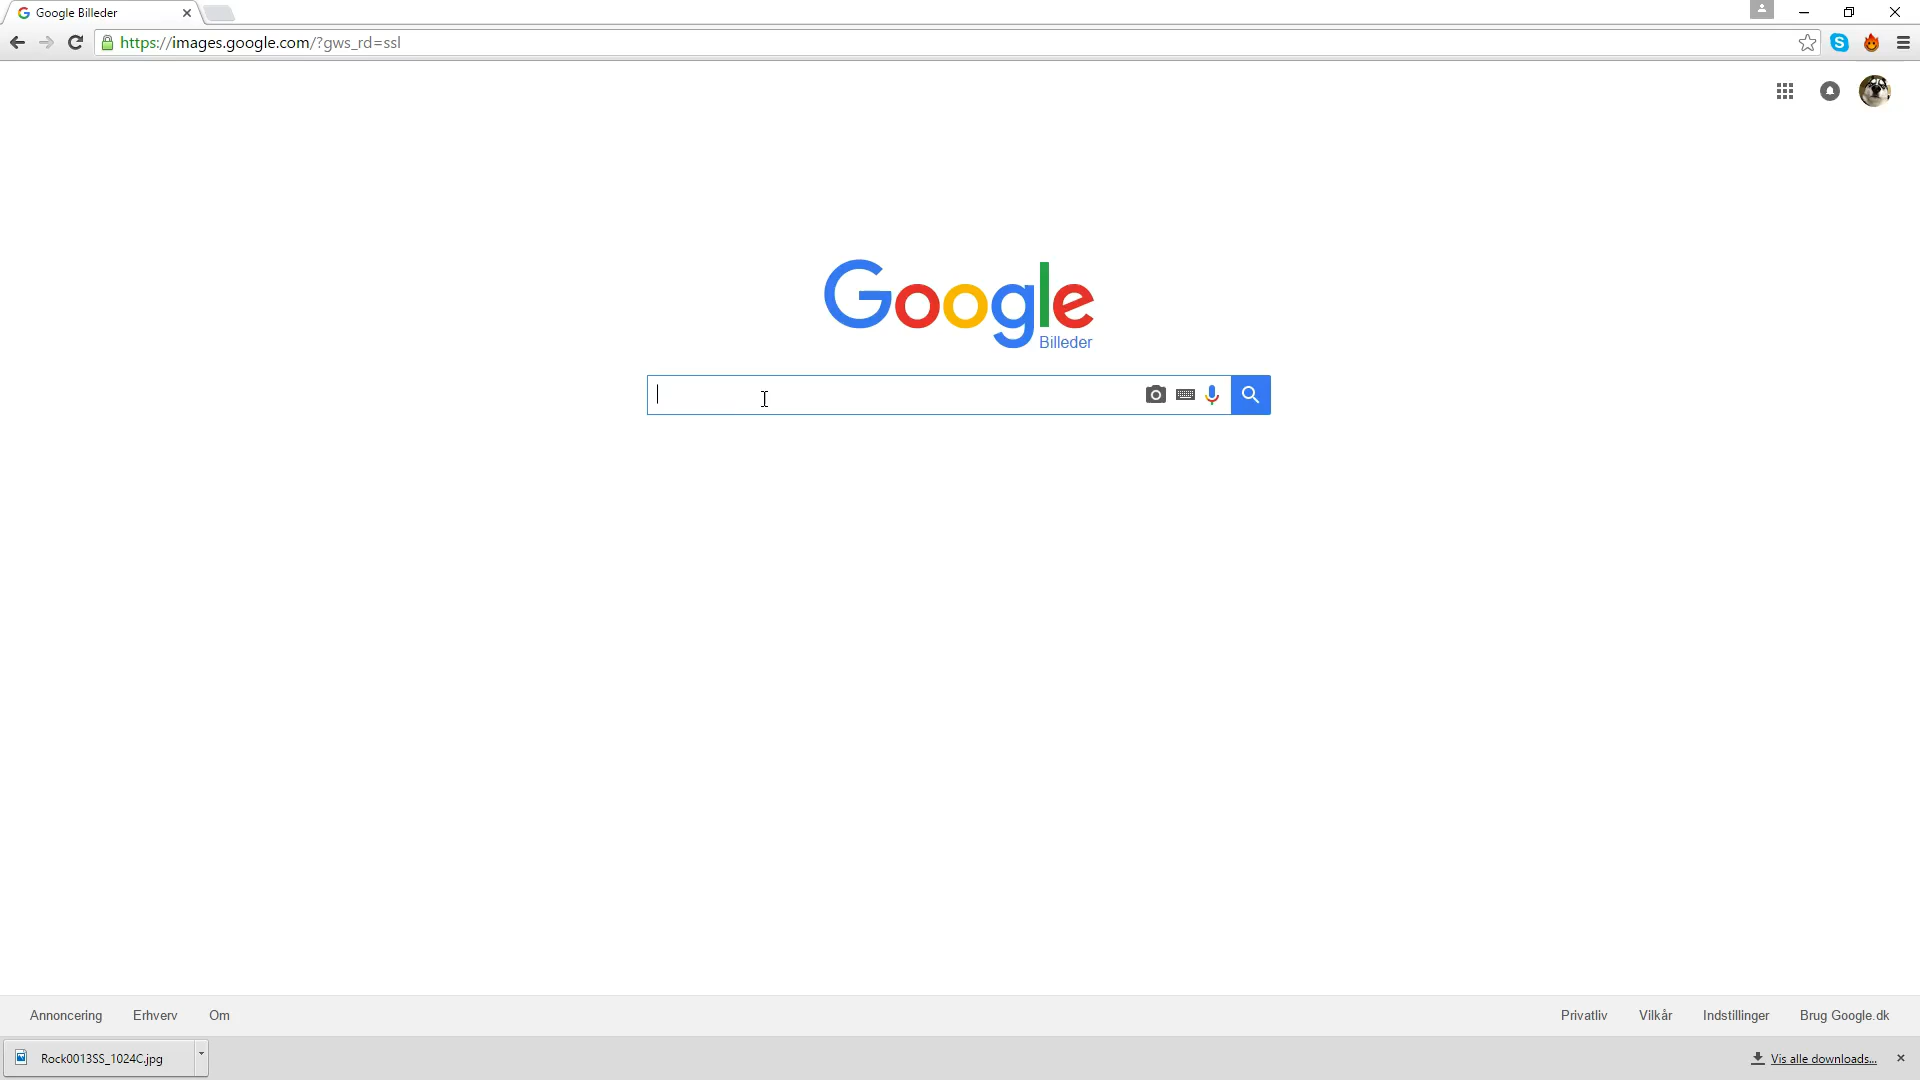 Google Billeder
https://images.google.com/?gws_rd=ssl
Google
Billeder
Annoncering Erhverv Om Privatliv Vilkår Indstillinger Brug Google.dk
Rock0013SS_1024C.jpg Vis alle downloads...